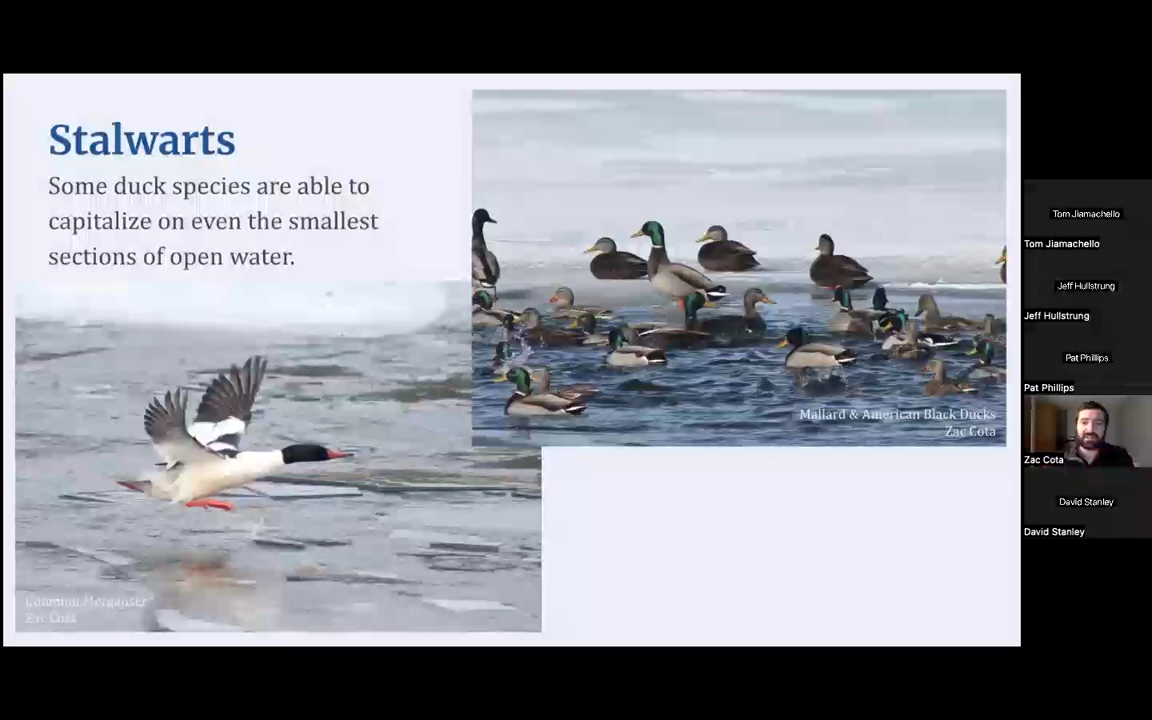 Stalwarts
Some duck species are able to
capitalize on even the smallest
sections of open water.
Mallard & American Black Ducks
Zac Cota
Common Merganser
Zac Cota
Tom Jiamachello
Tom Jiamachello
Jeff Hullstrung
Jeff Hullstrung
Pat Phillips
Pat Phillips
Zac Cota
David Stanley
David Stanley